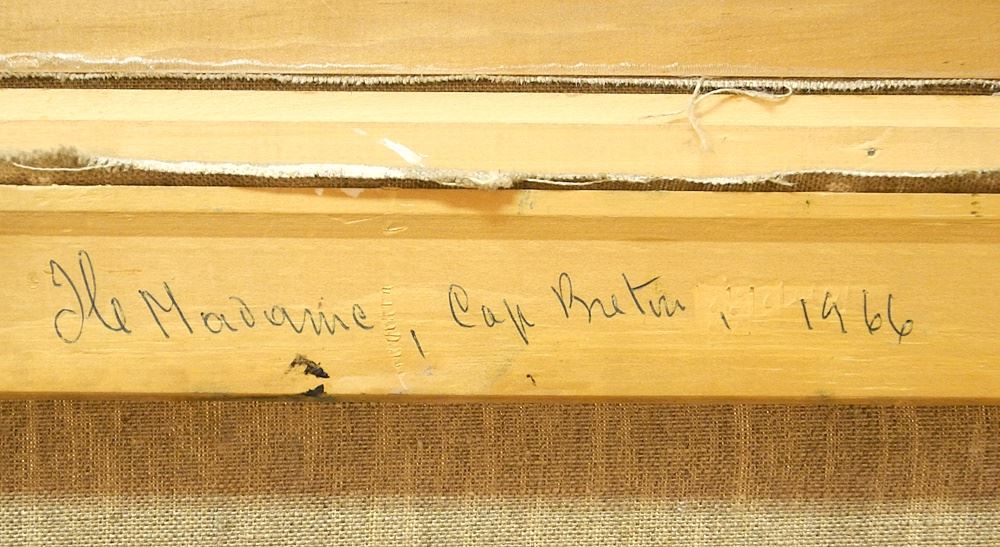 Ile Madame, Cap Breton, 1966